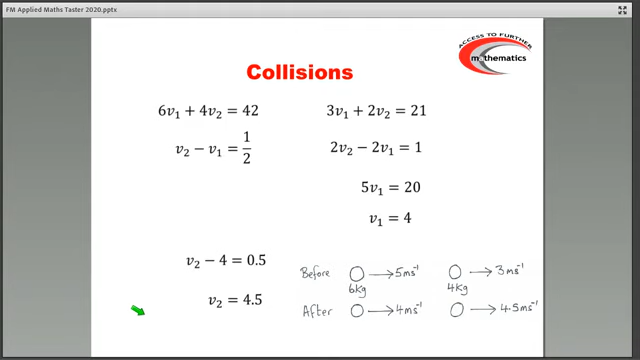 FM Applied Maths Taster 2020.pptx
ACCESS TO FURTHER
mathematics
Collisions
6v₁ + 4v₂ = 42
3v₁ + 2v₂ = 21
v₂ − v₁ = 1/2
2v₂ − 2v₁ = 1
5v₁ = 20
v₁ = 4
v₂ − 4 = 0.5
v₂ = 4.5
Before → 5ms⁻¹ → 3ms⁻¹
6kg 4kg
After → 4ms⁻¹ → 4.5ms⁻¹